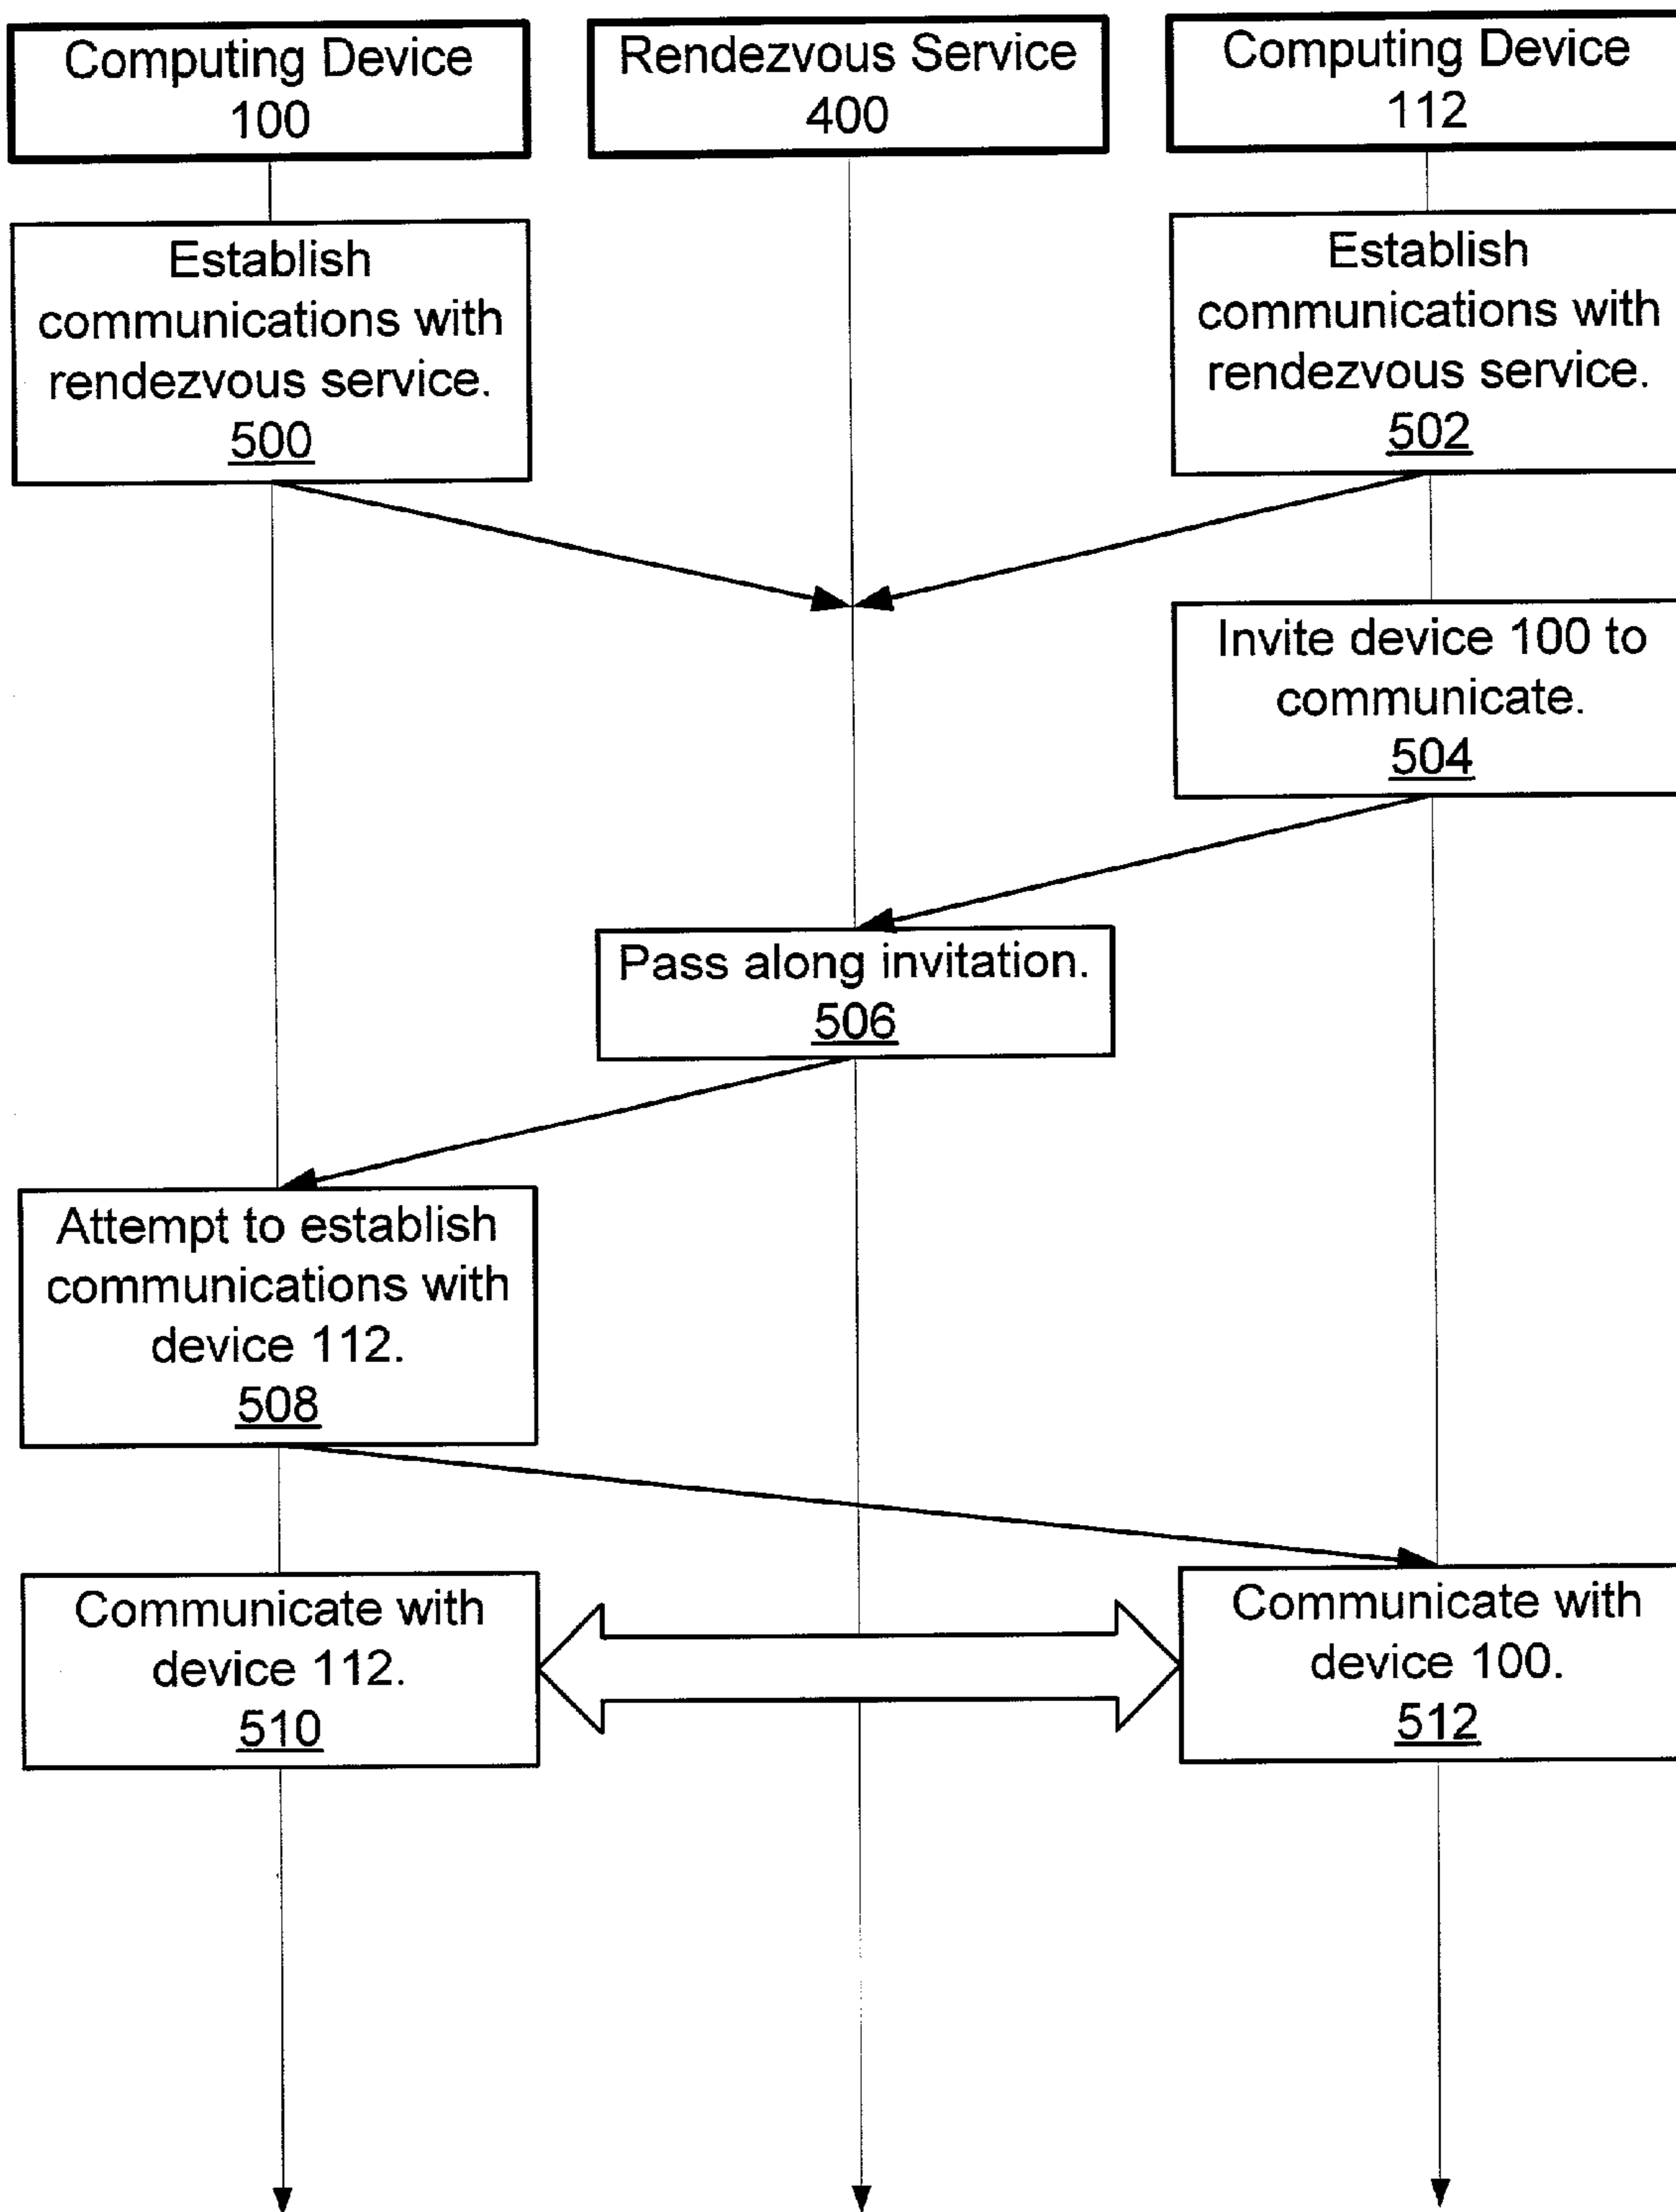 Computing Device
100
Rendezvous Service
400
Computing Device
112
Establish
communications with
rendezvous service.
500
Establish
communications with
rendezvous service.
502
Invite device 100 to
communicate.
504
Pass along invitation.
506
Attempt to establish
communications with
device 112.
508
Communicate with
device 112.
510
Communicate with
device 100.
512